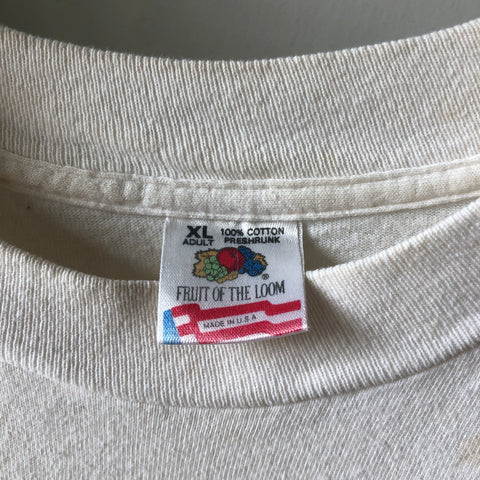 XL 100% COTTON
ADULT PRESHRUNK
®
FRUIT OF THE LOOM
MADE IN U.S.A